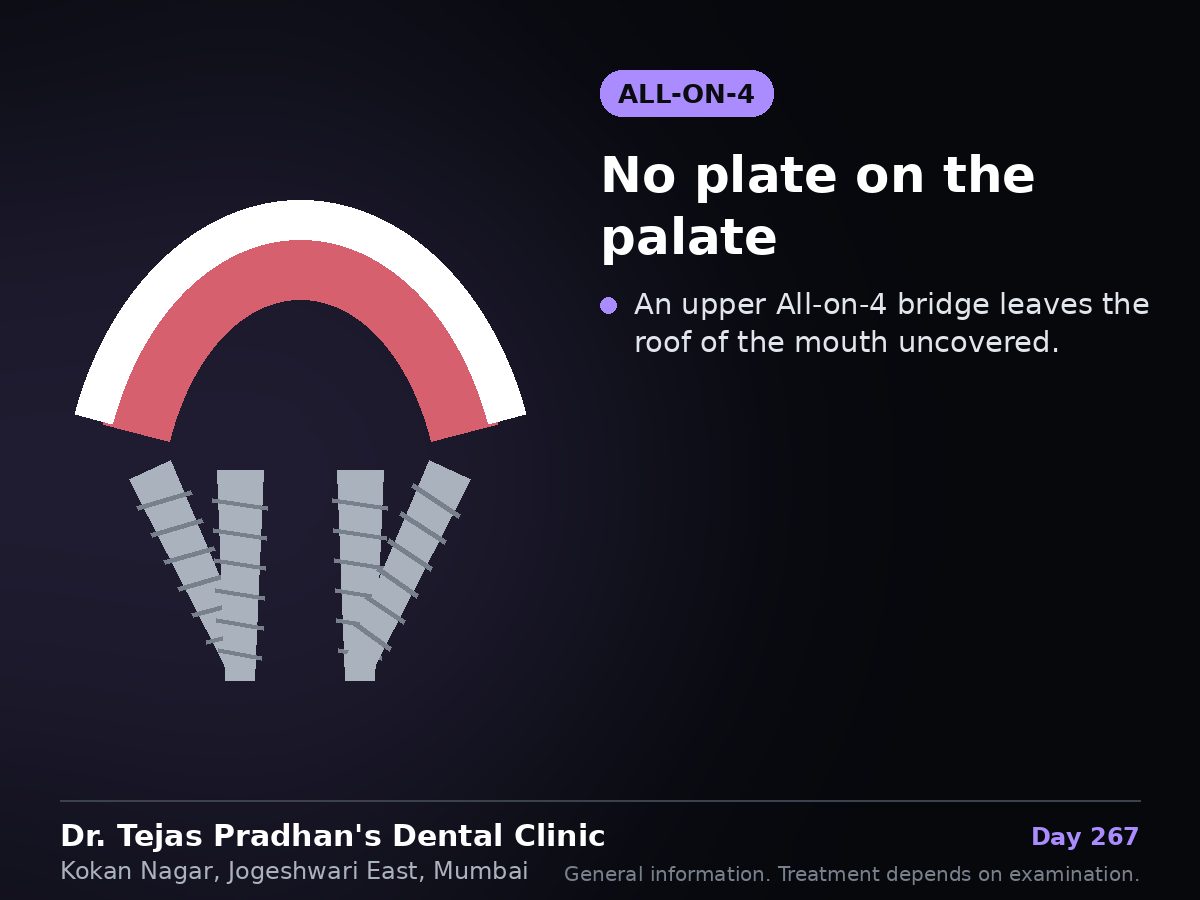 ALL-ON-4
No plate on the
palate
An upper All-on-4 bridge leaves the
roof of the mouth uncovered.
Dr. Tejas Pradhan's Dental Clinic
Day 267
Kokan Nagar, Jogeshwari East, Mumbai
General information. Treatment depends on examination.